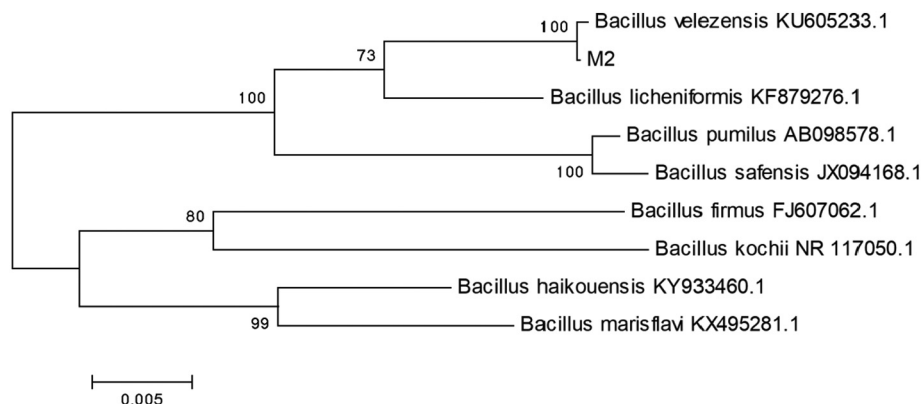 100
Bacillus velezensis KU605233.1
M2
73
100
Bacillus licheniformis KF879276.1
Bacillus pumilus AB098578.1
100
Bacillus safensis JX094168.1
80
Bacillus firmus FJ607062.1
Bacillus kochii NR 117050.1
Bacillus haikouensis KY933460.1
99
Bacillus marisflavi KX495281.1
0.005